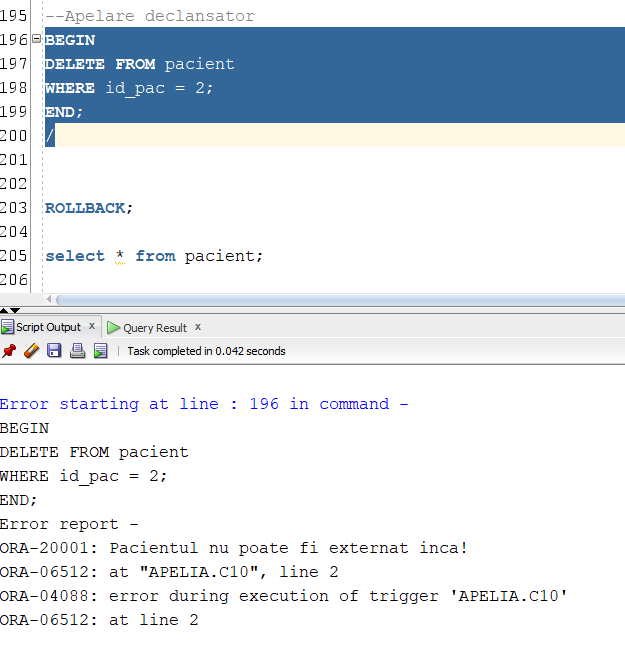 195 --Apelare declansator
196 BEGIN
197 DELETE FROM pacient
198 WHERE id_pac = 2;
199 END;
200 /
201
202
203 ROLLBACK;
204
205 select * from pacient;
206
Script Output x Query Result x
Task completed in 0.042 seconds
Error starting at line : 196 in command -
BEGIN
DELETE FROM pacient
WHERE id_pac = 2;
END;
Error report -
ORA-20001: Pacientul nu poate fi externat inca!
ORA-06512: at "APELIA.C10", line 2
ORA-04088: error during execution of trigger 'APELIA.C10'
ORA-06512: at line 2